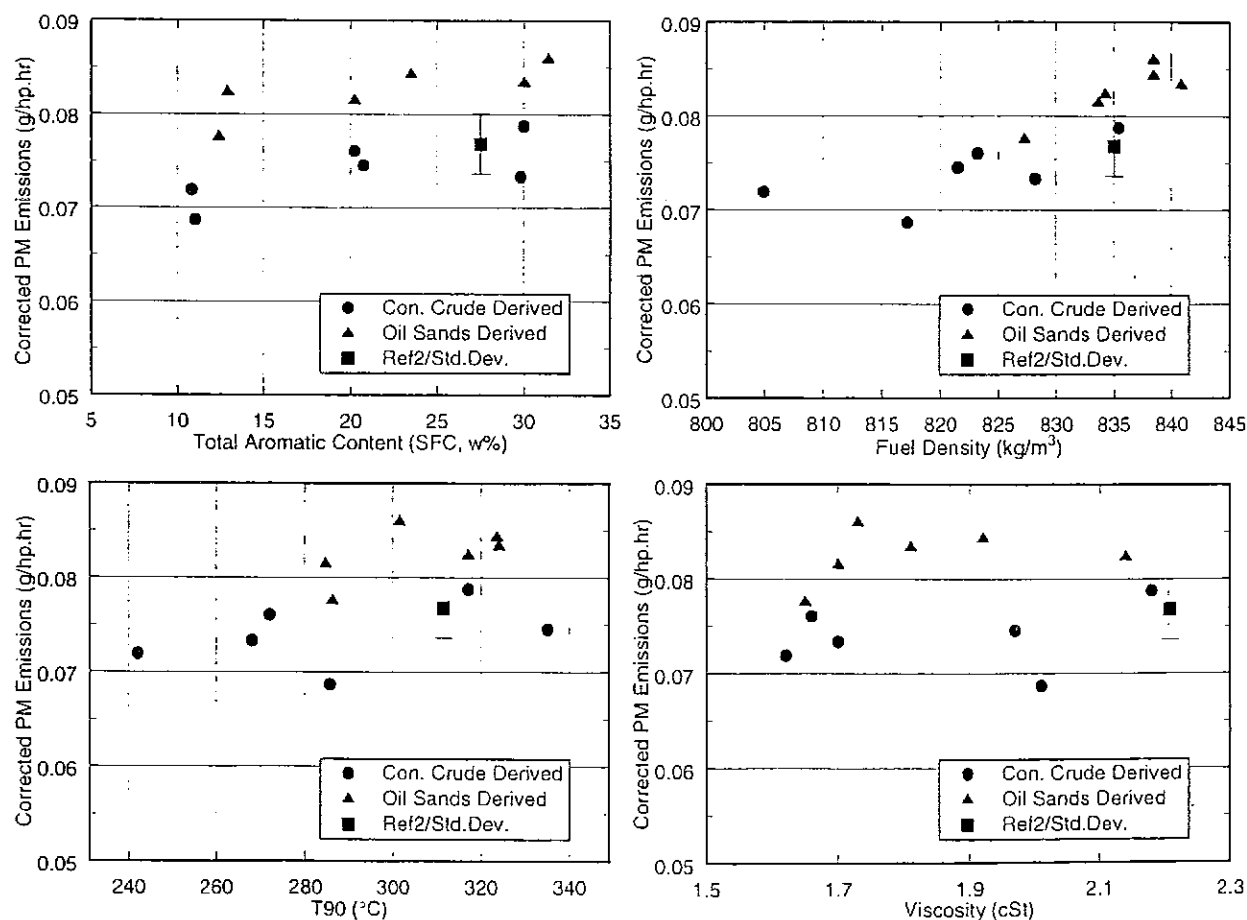 0.09
0.08
0.07
0.06
0.05
Corrected PM Emissions (g/hp.hr)
Con. Crude Derived
Oil Sands Derived
Ref2/Std.Dev.
5 10 15 20 25 30 35
Total Aromatic Content (SFC, w%)
0.09
0.08
0.07
0.06
0.05
Corrected PM Emissions (g/hp.hr)
Con. Crude Derived
Oil Sands Derived
Ref2/Std.Dev.
800 805 810 815 820 825 830 835 840 845
Fuel Density (kg/m³)
0.09
0.08
0.07
0.06
0.05
Corrected PM Emissions (g/hp.hr)
Con. Crude Derived
Oil Sands Derived
Ref2/Std.Dev.
240 260 280 300 320 340
T90 (°C)
0.09
0.08
0.07
0.06
0.05
Corrected PM Emissions (g/hp.hr)
Con. Crude Derived
Oil Sands Derived
Ref2/Std.Dev.
1.5 1.7 1.9 2.1 2.3
Viscosity (cSt)